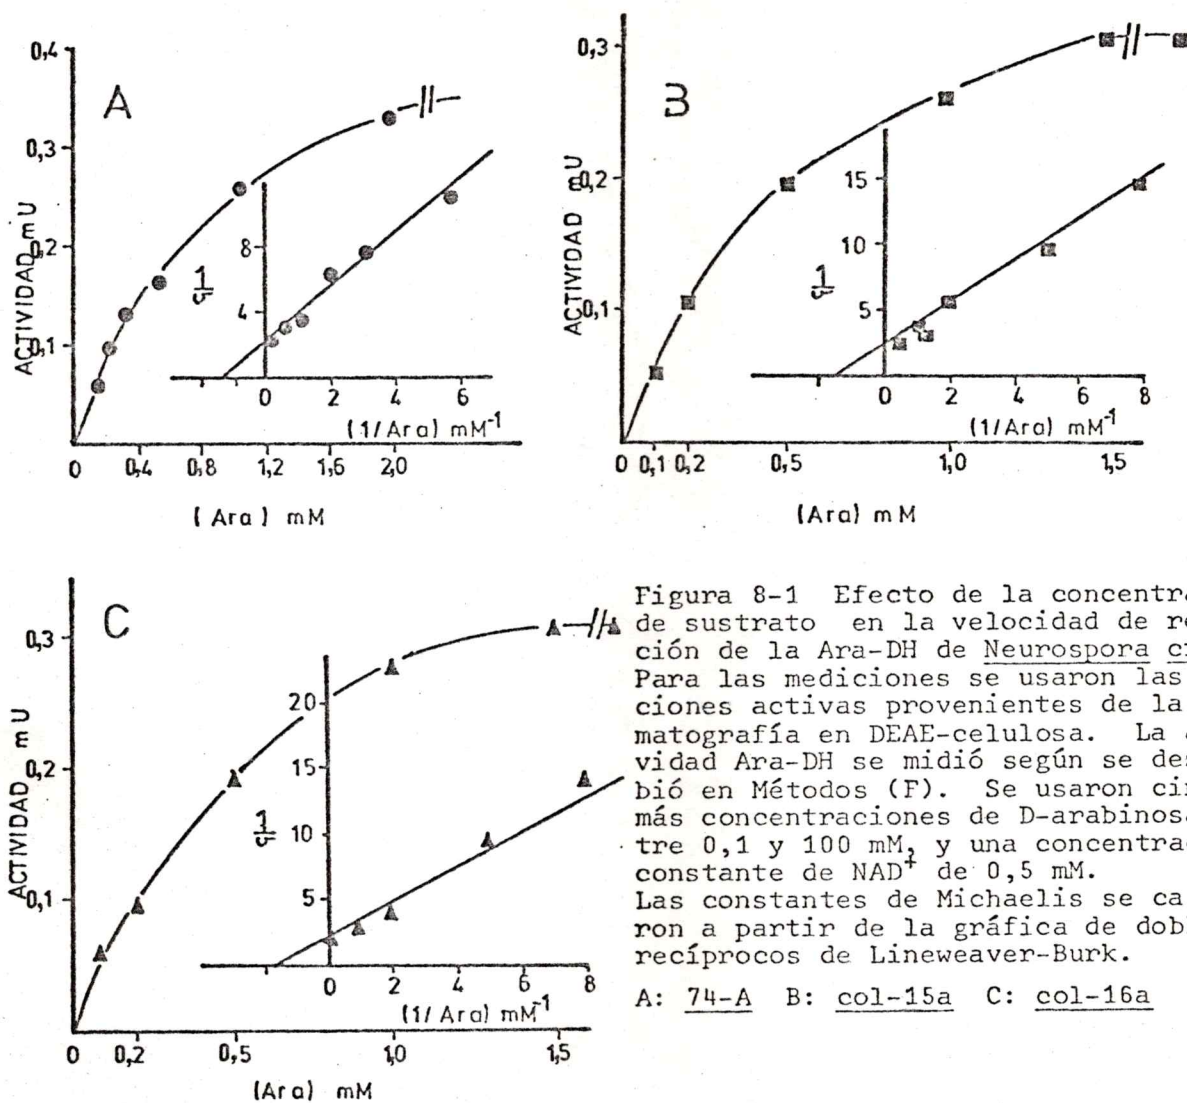 A
ACTIVIDAD mU
0,4
0,3
0,2
0,1
0 0,4 0,8 1,2 1,6 2,0
(Ara) mM
1/v
8
4
0 2 4 6
(1/Ara) mM-1
B
ACTIVIDAD mU
0,3
0,2
0,1
0 0,1 0,2 0,5 1,0 1,5
(Ara) mM
1/v
15
10
5
0 2 4 6 8
(1/Ara) mM-1
C
ACTIVIDAD mU
0,3
0,2
0,1
0 0,2 0,5 1,0 1,5
(Ara) mM
1/v
20
15
10
5
0 2 4 6 8
(1/Ara) mM-1
Figura 8-1 Efecto de la concentra
de sustrato en la velocidad de re
ción de la Ara-DH de Neurospora c
Para las mediciones se usaron las
ciones activas provenientes de la
matografía en DEAE-celulosa. La
vidad Ara-DH se midió según se des
bió en Métodos (F). Se usaron ci
más concentraciones de D-arabinosa
tre 0,1 y 100 mM, y una concentra
constante de NAD+ de 0,5 mM.
Las constantes de Michaelis se ca
ron a partir de la gráfica de dob
recíprocos de Lineweaver-Burk.
A: 74-A B: col-15a C: col-16a